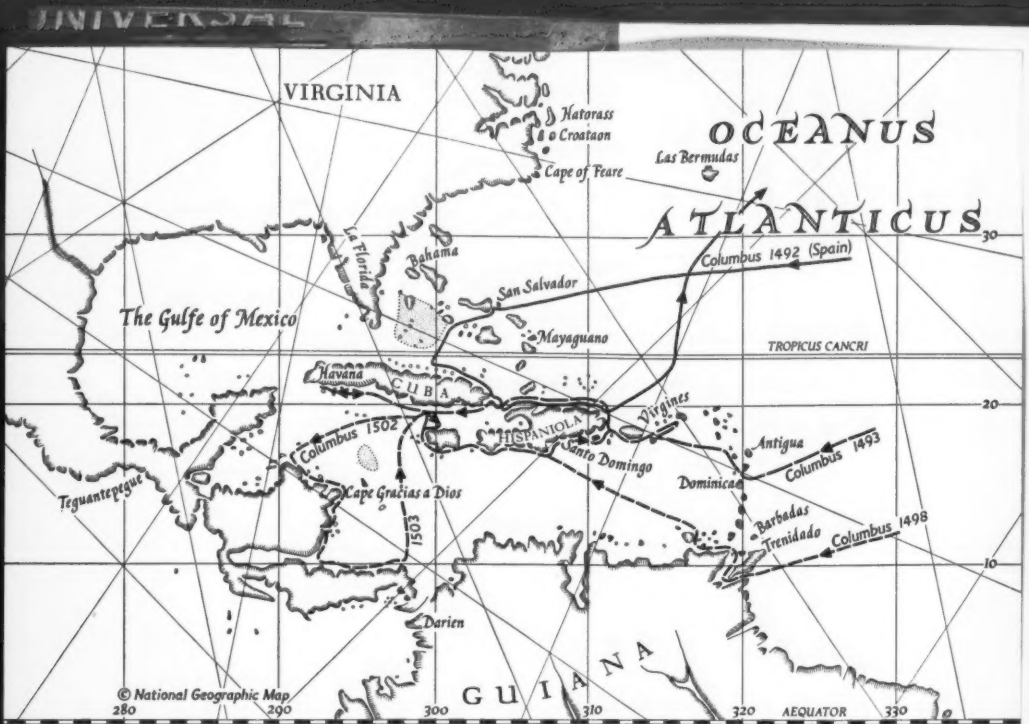 UNIVERSAL
VIRGINIA
Hatorass
Croataon
Cape of Feare
OCEANUS
Las Bermudas
ATLANTICUS
30
Columbus 1492 (Spain)
La Florida
Bahama
San Salvador
The Gulfe of Mexico
Mayaguano
TROPICUS CANCRI
Havana
CUBA
20
Virgines
HISPANIOLA
Columbus 1502
Santo Domingo
Antigua
Columbus 1493
Dominica
Teguantepeque
Cape Gracias a Dios
Barbadas
1503
Trenidado
Columbus 1498
10
Darien
GUIANA
© National Geographic Map
280
290
300
310
320
AEQUATOR
330